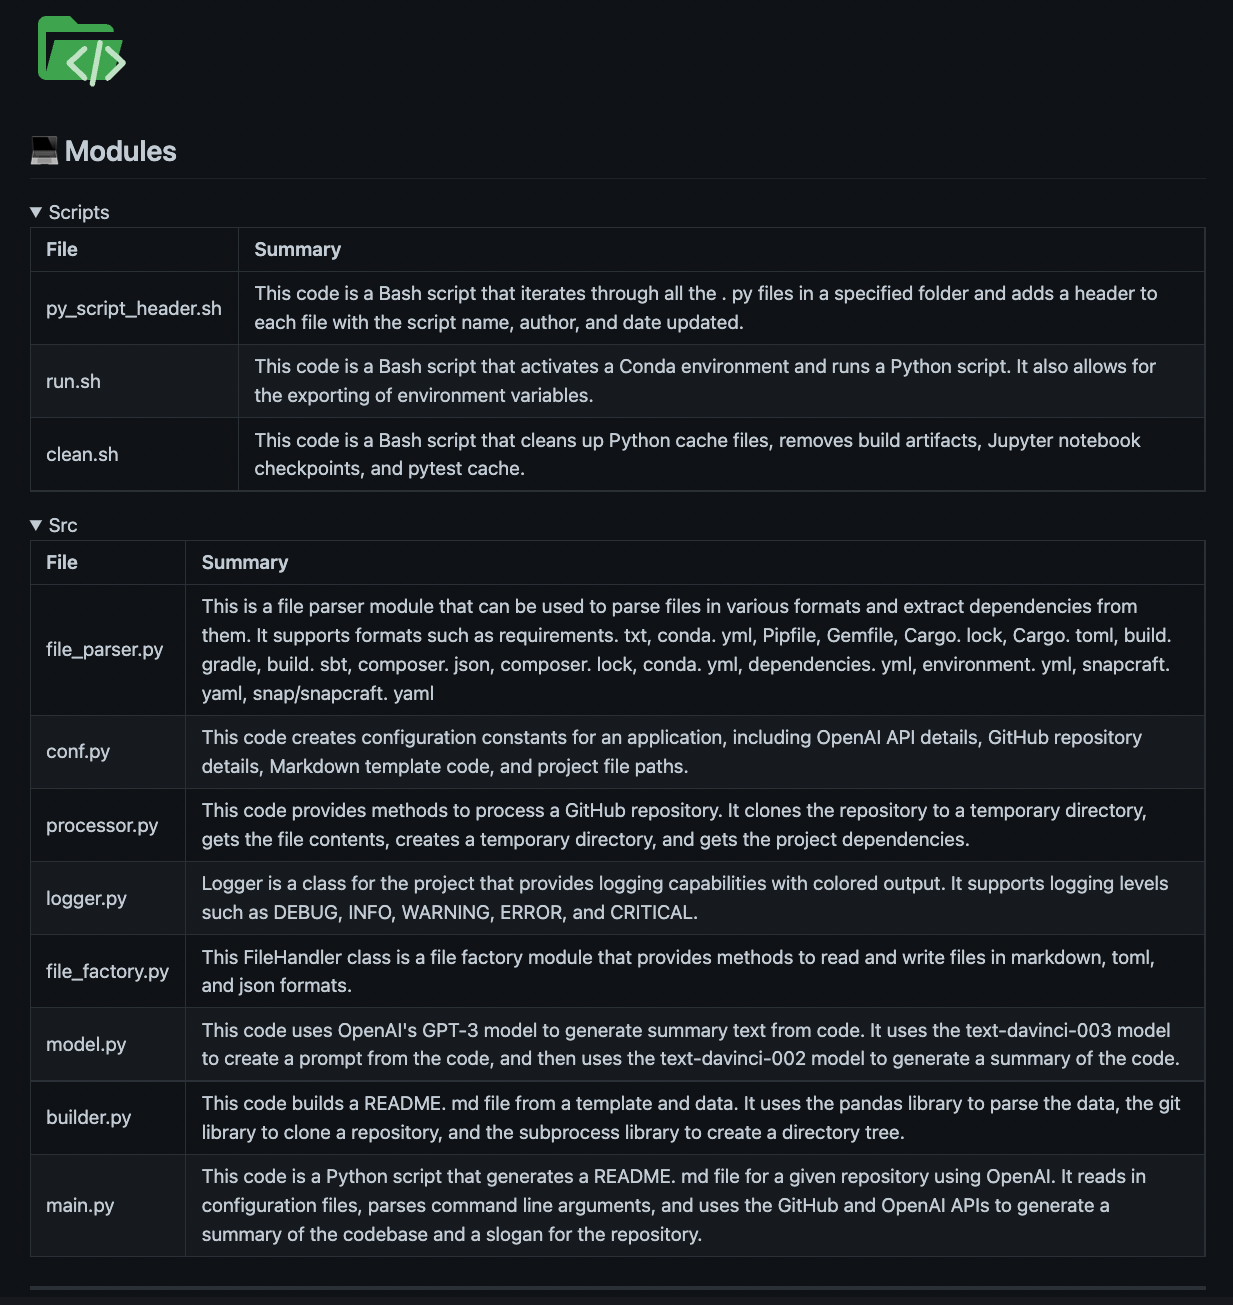 </>
💻 Modules
▼ Scripts
File Summary
py_script_header.sh This code is a Bash script that iterates through all the . py files in a specified folder and adds a header to
each file with the script name, author, and date updated.
run.sh This code is a Bash script that activates a Conda environment and runs a Python script. It also allows for
the exporting of environment variables.
clean.sh This code is a Bash script that cleans up Python cache files, removes build artifacts, Jupyter notebook
checkpoints, and pytest cache.
▼ Src
File Summary
file_parser.py This is a file parser module that can be used to parse files in various formats and extract dependencies from
them. It supports formats such as requirements. txt, conda. yml, Pipfile, Gemfile, Cargo. lock, Cargo. toml, build.
gradle, build. sbt, composer. json, composer. lock, conda. yml, dependencies. yml, environment. yml, snapcraft.
yaml, snap/snapcraft. yaml
conf.py This code creates configuration constants for an application, including OpenAI API details, GitHub repository
details, Markdown template code, and project file paths.
processor.py This code provides methods to process a GitHub repository. It clones the repository to a temporary directory,
gets the file contents, creates a temporary directory, and gets the project dependencies.
logger.py Logger is a class for the project that provides logging capabilities with colored output. It supports logging levels
such as DEBUG, INFO, WARNING, ERROR, and CRITICAL.
file_factory.py This FileHandler class is a file factory module that provides methods to read and write files in markdown, toml,
and json formats.
model.py This code uses OpenAI's GPT-3 model to generate summary text from code. It uses the text-davinci-003 model
to create a prompt from the code, and then uses the text-davinci-002 model to generate a summary of the code.
builder.py This code builds a README. md file from a template and data. It uses the pandas library to parse the data, the git
library to clone a repository, and the subprocess library to create a directory tree.
main.py This code is a Python script that generates a README. md file for a given repository using OpenAI. It reads in
configuration files, parses command line arguments, and uses the GitHub and OpenAI APIs to generate a
summary of the codebase and a slogan for the repository.